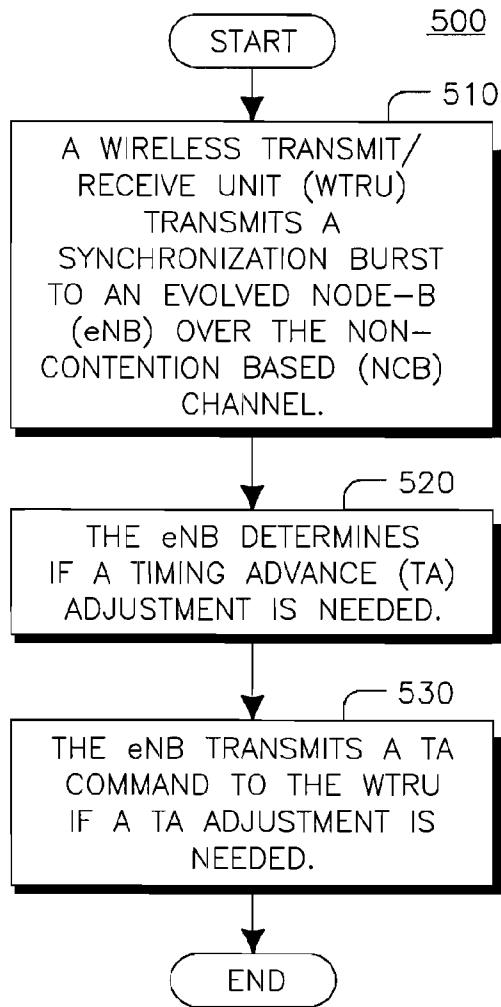 500
START
510
A WIRELESS TRANSMIT/
RECEIVE UNIT (WTRU)
TRANSMITS A
SYNCHRONIZATION BURST
TO AN EVOLVED NODE-B
(eNB) OVER THE NON-
CONTENTION BASED (NCB)
CHANNEL.
520
THE eNB DETERMINES
IF A TIMING ADVANCE (TA)
ADJUSTMENT IS NEEDED.
530
THE eNB TRANSMITS A TA
COMMAND TO THE WTRU
IF A TA ADJUSTMENT IS
NEEDED.
END